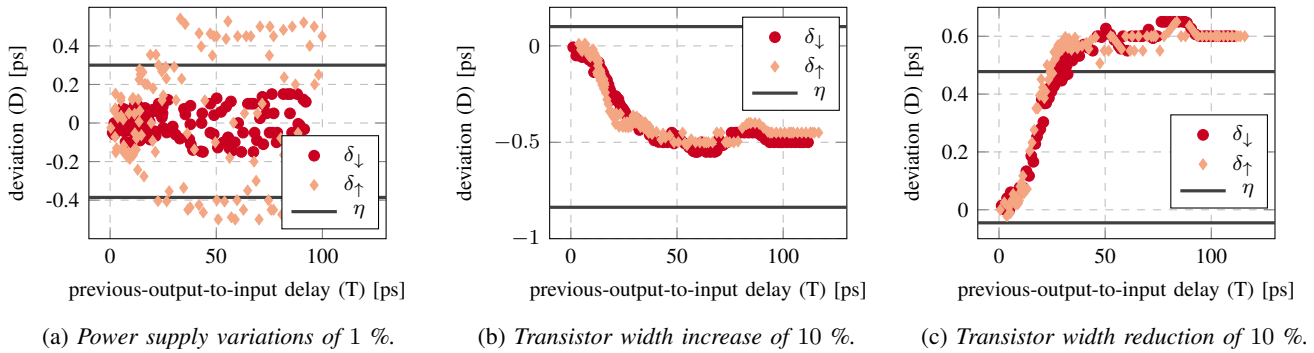 deviation (D) [ps]
0.4
0.2
0
-0.2
-0.4
0
50
100
previous-output-to-input delay (T) [ps]
δ↓
δ↑
η
(a) Power supply variations of 1 %.
deviation (D) [ps]
0
−0.5
−1
0
50
100
previous-output-to-input delay (T) [ps]
δ↓
δ↑
η
(b) Transistor width increase of 10 %.
deviation (D) [ps]
0.6
0.4
0.2
0
0
50
100
previous-output-to-input delay (T) [ps]
δ↓
δ↑
η
(c) Transistor width reduction of 10 %.